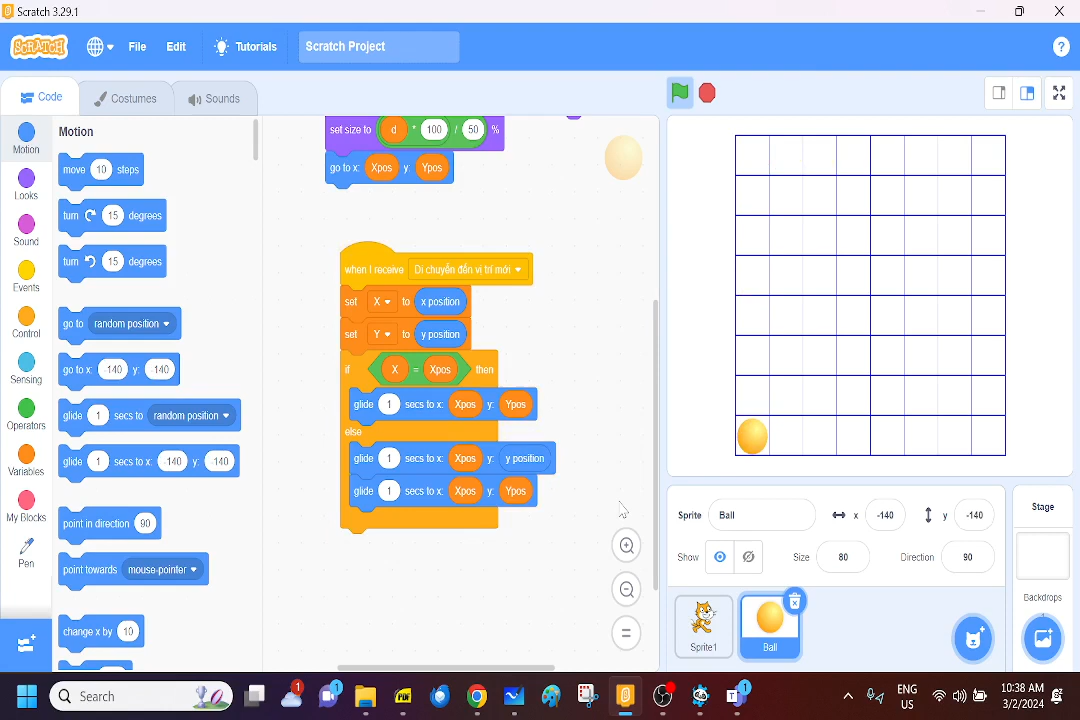 Scratch 3.29.1
SCRATCH File Edit Tutorials Scratch Project ?
Code Costumes Sounds
Motion
Looks
Sound
Events
Control
Sensing
Operators
Variables
My Blocks
Pen
Motion
move 10 steps
turn 15 degrees
turn 15 degrees
go to random position
go to x: -140 y: -140
glide 1 secs to random position
glide 1 secs to x: -140 y: -140
point in direction 90
point towards mouse-pointer
change x by 10
set size to d * 100 / 50 %
go to x: Xpos y: Ypos
when I receive Di chuyển đến vị trí mới
set X to x position
set Y to y position
if X = Xpos then
glide 1 secs to x: Xpos y: Ypos
else
glide 1 secs to x: Xpos y: y position
glide 1 secs to x: Xpos y: Ypos
Sprite Ball x -140 y -140
Show Size 80 Direction 90
Sprite1
Ball
Stage
Backdrops
Search
1
1
PDF
1
ENG
US
10:38 AM
3/2/2024